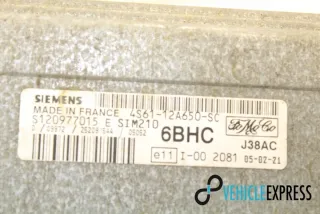 SIEMENS
MADE IN FRANCE 4S61-12A650-SC
S120977015 E SIM210
6BHC
J38AC
e11 I-00 2081 05-02-21
VEHICLEEXPRESS